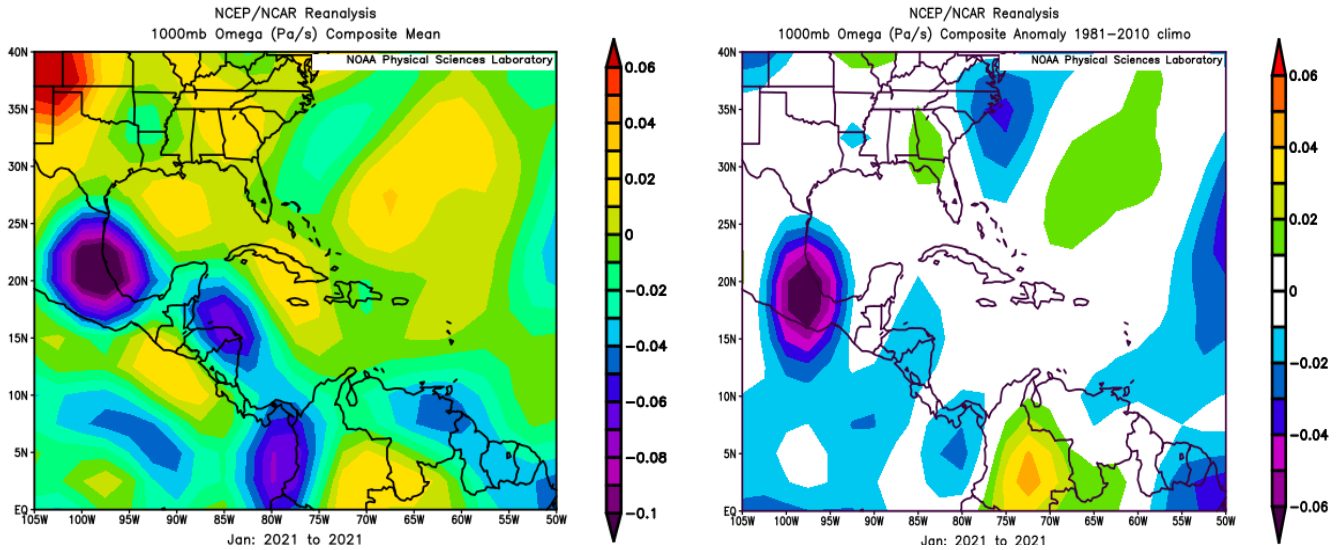 NCEP/NCAR Reanalysis
1000mb Omega (Pa/s) Composite Mean
NOAA Physical Sciences Laboratory
40N
35N
30N
25N
20N
15N
10N
5N
EQ
105W 100W 95W 90W 85W 80W 75W 70W 65W 60W 55W 50W
Jan: 2021 to 2021
0.06
0.04
0.02
0
-0.02
-0.04
-0.06
-0.08
-0.1
NCEP/NCAR Reanalysis
1000mb Omega (Pa/s) Composite Anomaly 1981-2010 climo
NOAA Physical Sciences Laboratory
40N
35N
30N
25N
20N
15N
10N
5N
EQ
105W 100W 95W 90W 85W 80W 75W 70W 65W 60W 55W 50W
Jan: 2021 to 2021
0.06
0.04
0.02
0
-0.02
-0.04
-0.06